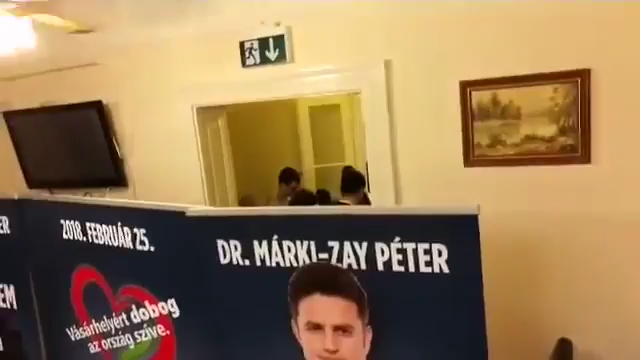 2018. FEBRUÁR 25.
DR. MÁRKI-ZAY PÉTER
Vásárhelyért dobog
az ország szíve.